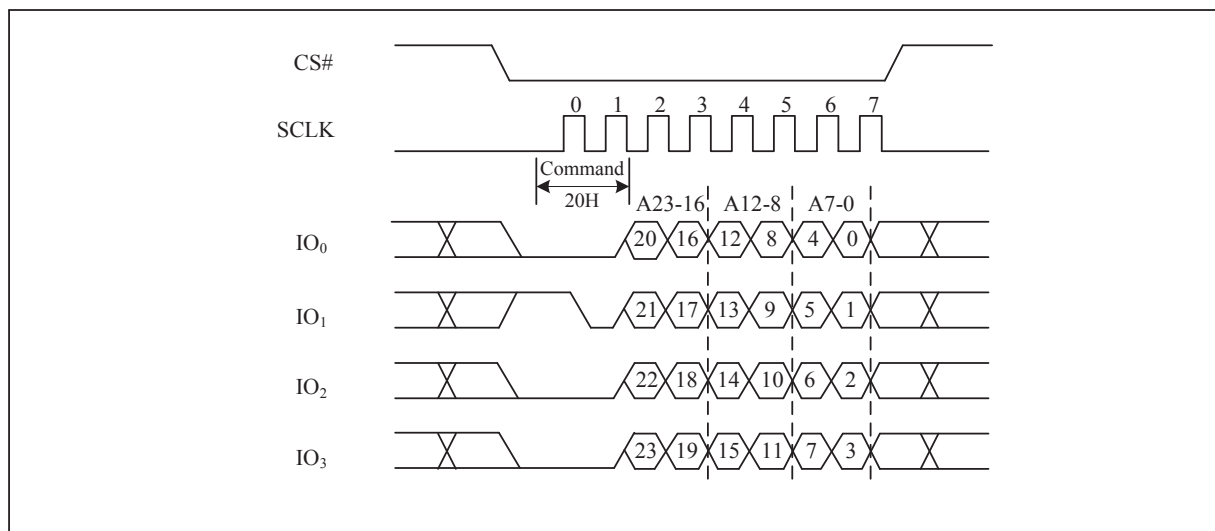 CS#
0 1 2 3 4 5 6 7
SCLK
Command
20H
A23-16 A12-8 A7-0
IO0 20 16 12 8 4 0
IO1 21 17 13 9 5 1
IO2 22 18 14 10 6 2
IO3 23 19 15 11 7 3